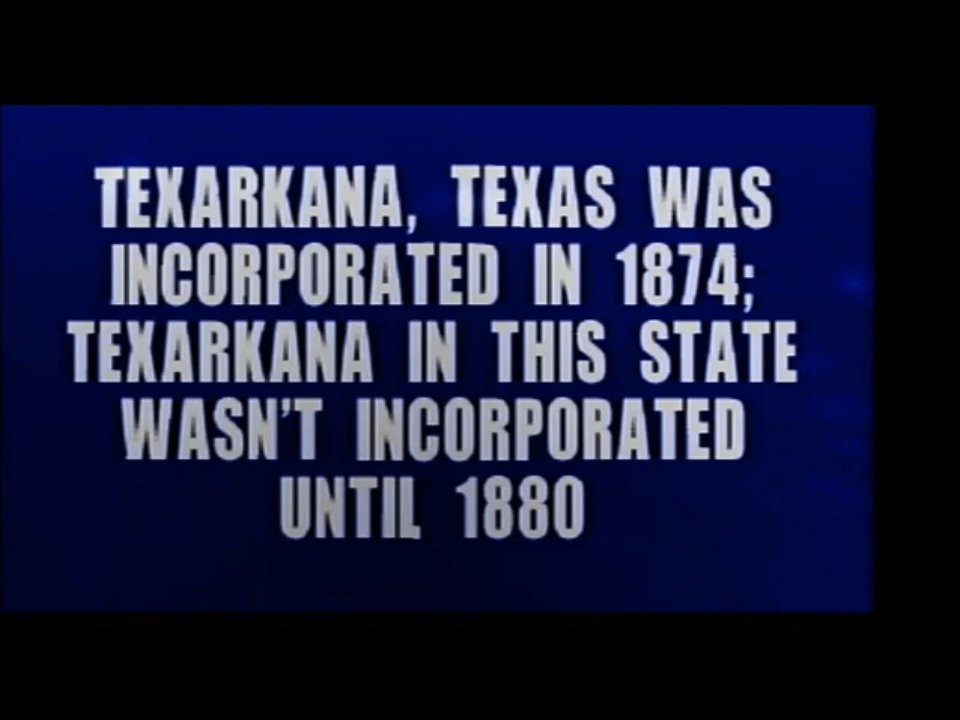 TEXARKANA, TEXAS WAS
INCORPORATED IN 1874;
TEXARKANA IN THIS STATE
WASN'T INCORPORATED
UNTIL 1880